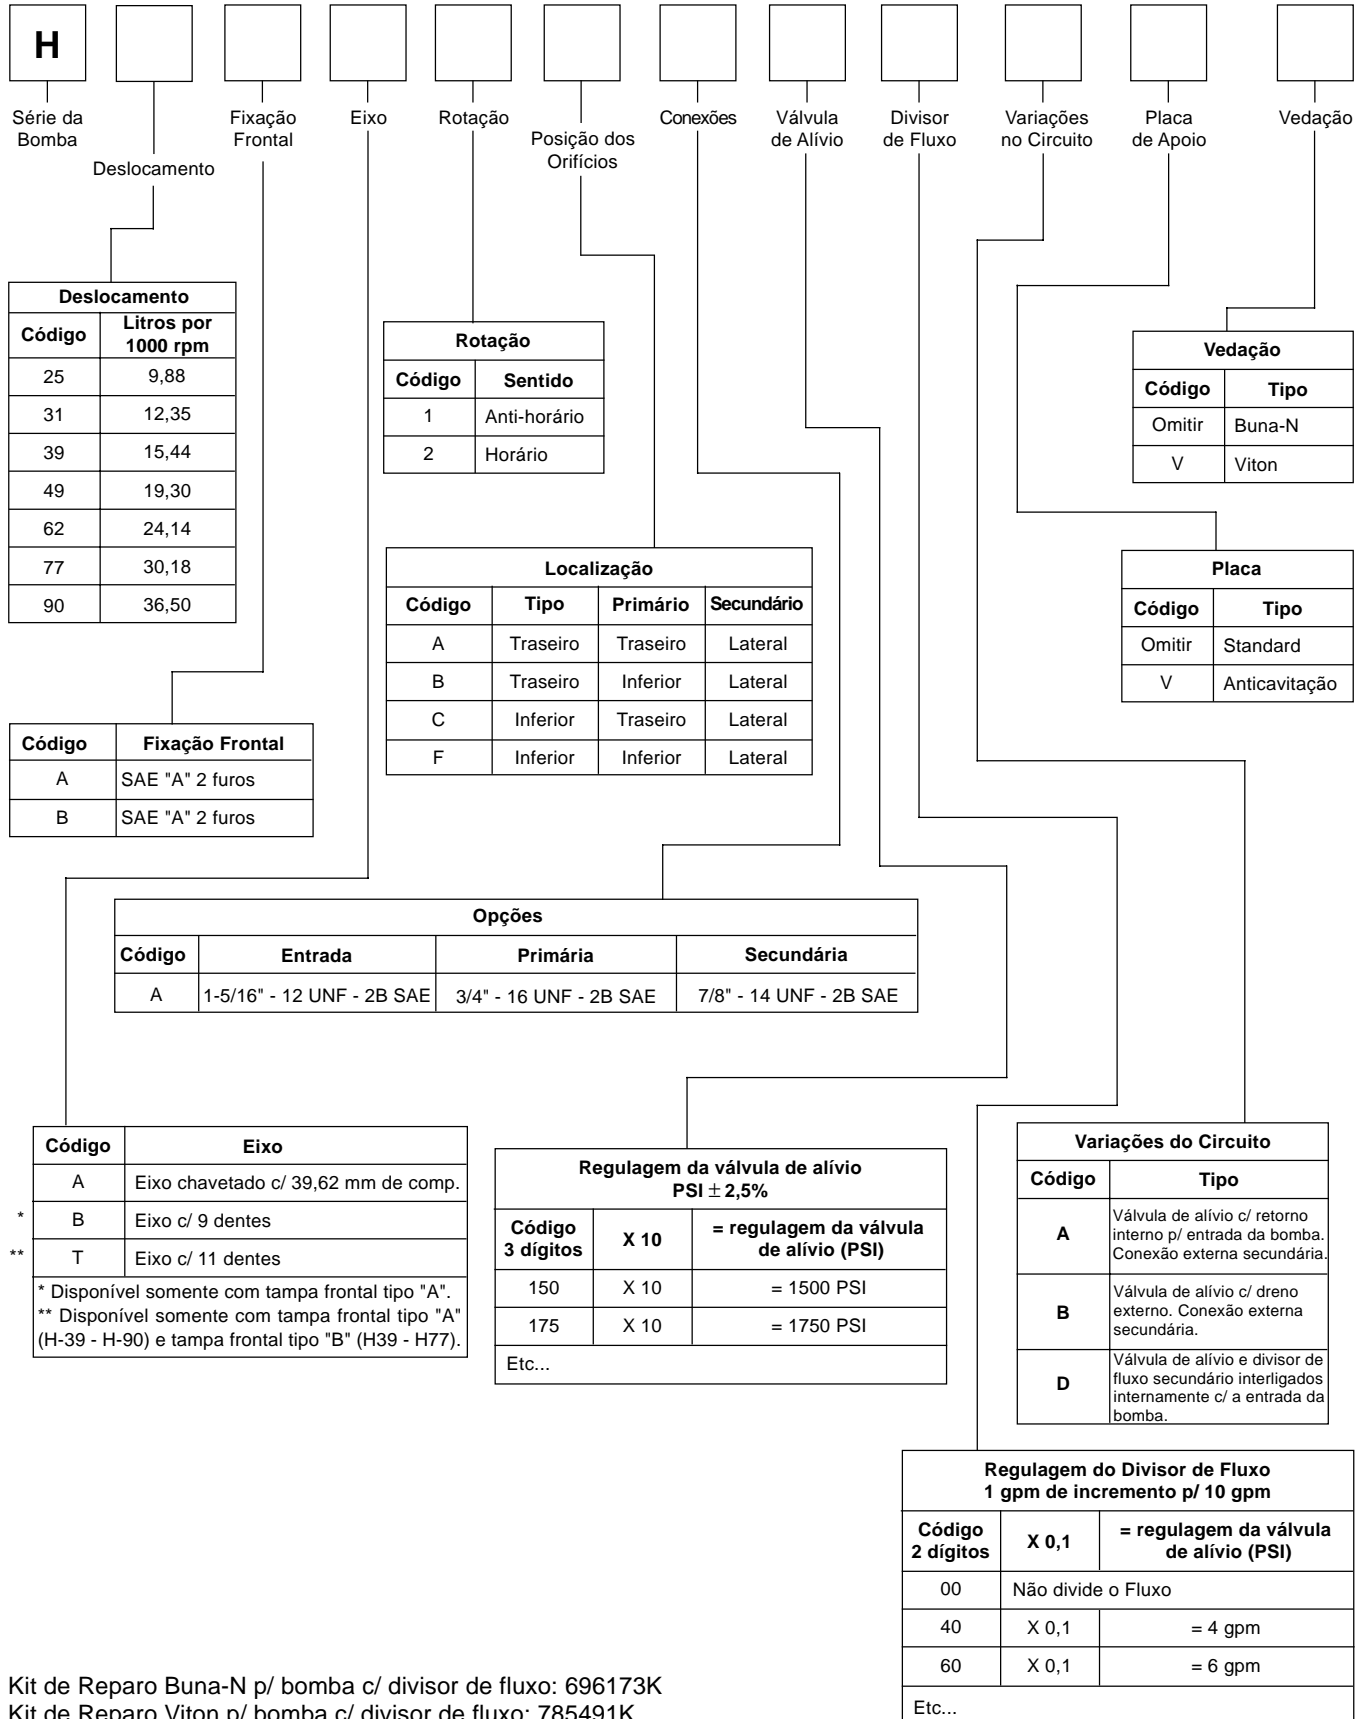 H
Série da
Bomba
Deslocamento
Fixação
Frontal
Eixo
Rotação
Posição dos
Orifícios
Conexões
Válvula
de Alívio
Divisor
de Fluxo
Variações
no Circuito
Placa
de Apoio
Vedação
Deslocamento
Código Litros por
1000 rpm
25 9,88
31 12,35
39 15,44
49 19,30
62 24,14
77 30,18
90 36,50
Rotação
Código Sentido
1 Anti-horário
2 Horário
Vedação
Código Tipo
Omitir Buna-N
V Viton
Localização
Código Tipo Primário Secundário
A Traseiro Traseiro Lateral
B Traseiro Inferior Lateral
C Inferior Traseiro Lateral
F Inferior Inferior Lateral
Placa
Código Tipo
Omitir Standard
V Anticavitação
Código Fixação Frontal
A SAE "A" 2 furos
B SAE "A" 2 furos
Opções
Código Entrada Primária Secundária
A 1-5/16" - 12 UNF - 2B SAE 3/4" - 16 UNF - 2B SAE 7/8" - 14 UNF - 2B SAE
Código Eixo
A Eixo chavetado c/ 39,62 mm de comp.
* B Eixo c/ 9 dentes
** T Eixo c/ 11 dentes
* Disponível somente com tampa frontal tipo "A".
** Disponível somente com tampa frontal tipo "A"
(H-39 - H-90) e tampa frontal tipo "B" (H39 - H77).
Regulagem da válvula de alívio
PSI ± 2,5%
Código
3 dígitos X 10 = regulagem da válvula
de alívio (PSI)
150 X 10 = 1500 PSI
175 X 10 = 1750 PSI
Etc...
Variações do Circuito
Código Tipo
A Válvula de alívio c/ retorno
interno p/ entrada da bomba.
Conexão externa secundária.
B Válvula de alívio c/ dreno
externo. Conexão externa
secundária.
D Válvula de alívio e divisor de
fluxo secundário interligados
internamente c/ a entrada da
bomba.
Regulagem do Divisor de Fluxo
1 gpm de incremento p/ 10 gpm
Código
2 dígitos X 0,1 = regulagem da válvula
de alívio (PSI)
00 Não divide o Fluxo
40 X 0,1 = 4 gpm
60 X 0,1 = 6 gpm
Etc...
Kit de Reparo Buna-N p/ bomba c/ divisor de fluxo: 696173K
Kit de Reparo Viton p/ bomba c/ divisor de fluxo: 785491K